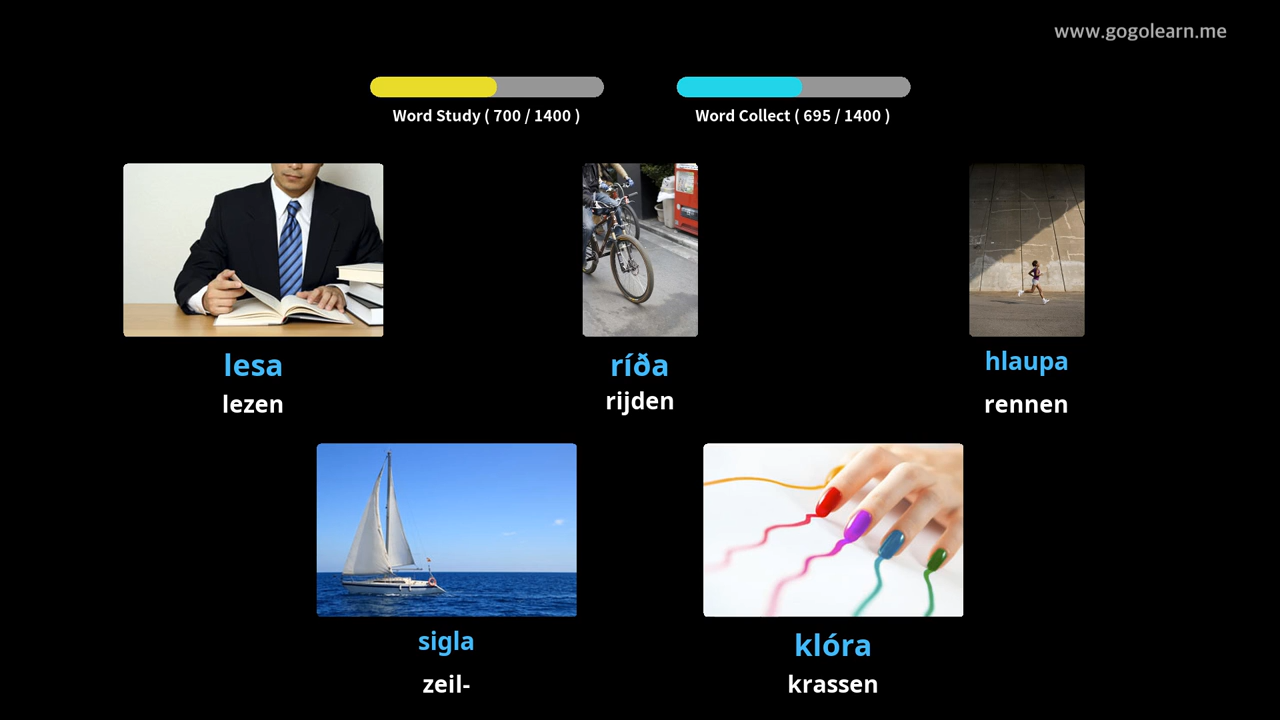 www.gogolearn.me
Word Study ( 700 / 1400 )
Word Collect ( 695 / 1400 )
lesa
lezen
ríða
rijden
hlaupa
rennen
sigla
zeil-
klóra
krassen